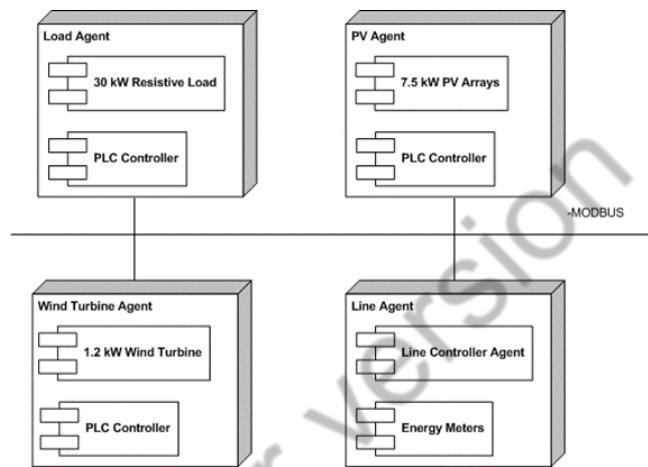 Load Agent
30 kW Resistive Load
PLC Controller
PV Agent
7.5 kW PV Arrays
PLC Controller
-MODBUS
Wind Turbine Agent
1.2 kW Wind Turbine
PLC Controller
Line Agent
Line Controller Agent
Energy Meters
version